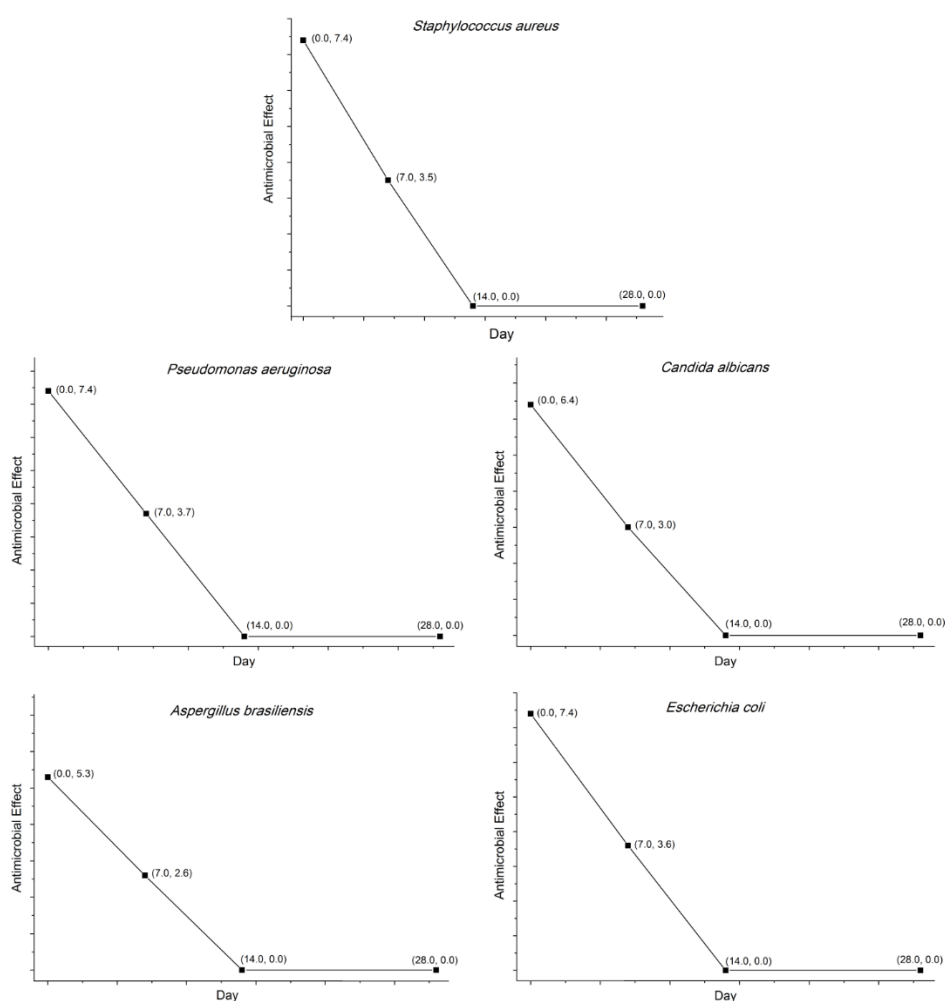 Staphylococcus aureus
(0.0, 7.4)
Antimicrobial Effect
(7.0, 3.5)
(14.0, 0.0)
(28.0, 0.0)
Day
Pseudomonas aeruginosa
(0.0, 7.4)
Antimicrobial Effect
(7.0, 3.7)
(14.0, 0.0)
(28.0, 0.0)
Day
Candida albicans
(0.0, 6.4)
Antimicrobial Effect
(7.0, 3.0)
(14.0, 0.0)
(28.0, 0.0)
Day
Aspergillus brasiliensis
(0.0, 5.3)
Antimicrobial Effect
(7.0, 2.6)
(14.0, 0.0)
(28.0, 0.0)
Day
Escherichia coli
(0.0, 7.4)
Antimicrobial Effect
(7.0, 3.6)
(14.0, 0.0)
(28.0, 0.0)
Day